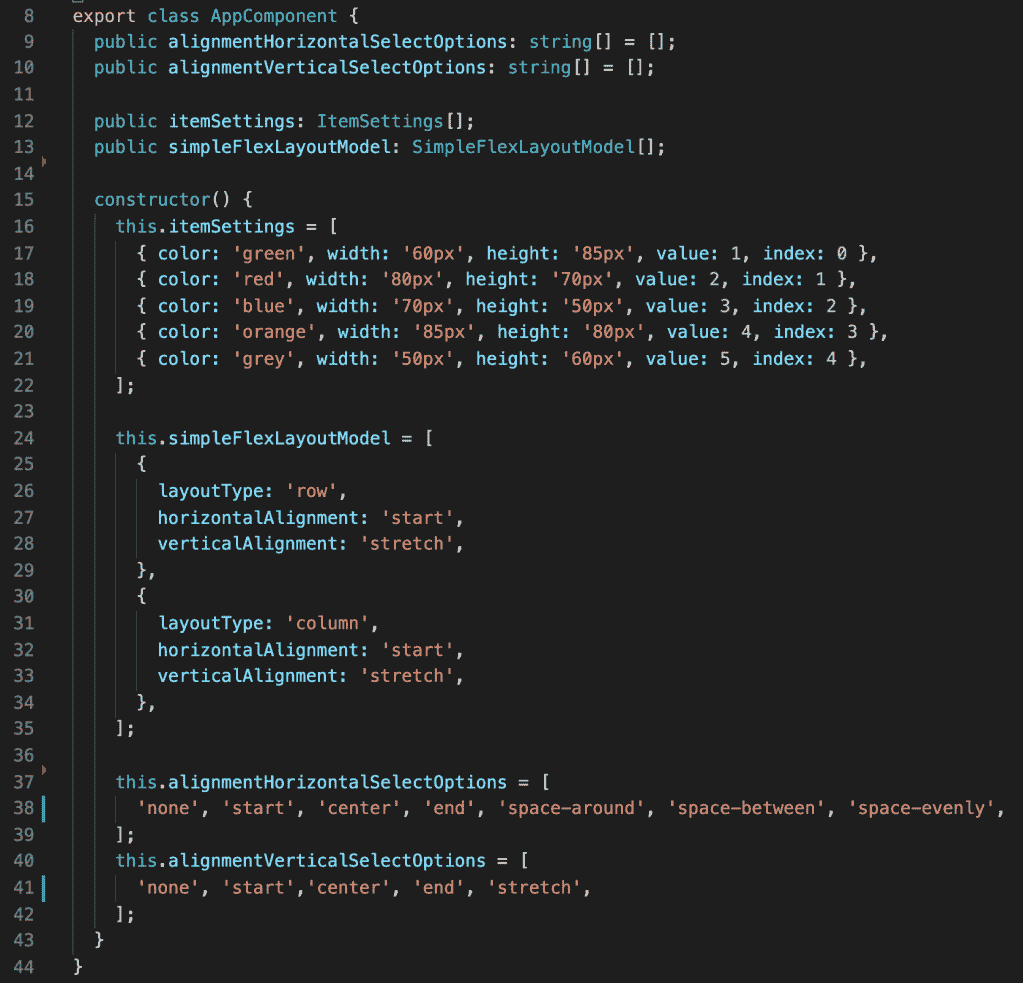 8 export class AppComponent {
9 public alignmentHorizontalSelectOptions: string[] = [];
10 public alignmentVerticalSelectOptions: string[] = [];
11
12 public itemSettings: ItemSettings[];
13 public simpleFlexLayoutModel: SimpleFlexLayoutModel[];
14
15 constructor() {
16 this.itemSettings = [
17 { color: 'green', width: '60px', height: '85px', value: 1, index: 0 },
18 { color: 'red', width: '80px', height: '70px', value: 2, index: 1 },
19 { color: 'blue', width: '70px', height: '50px', value: 3, index: 2 },
20 { color: 'orange', width: '85px', height: '80px', value: 4, index: 3 },
21 { color: 'grey', width: '50px', height: '60px', value: 5, index: 4 },
22 ];
23
24 this.simpleFlexLayoutModel = [
25 {
26 layoutType: 'row',
27 horizontalAlignment: 'start',
28 verticalAlignment: 'stretch',
29 },
30 {
31 layoutType: 'column',
32 horizontalAlignment: 'start',
33 verticalAlignment: 'stretch',
34 },
35 ];
36
37 this.alignmentHorizontalSelectOptions = [
38 'none', 'start', 'center', 'end', 'space-around', 'space-between', 'space-evenly',
39 ];
40 this.alignmentVerticalSelectOptions = [
41 'none', 'start','center', 'end', 'stretch',
42 ];
43 }
44 }